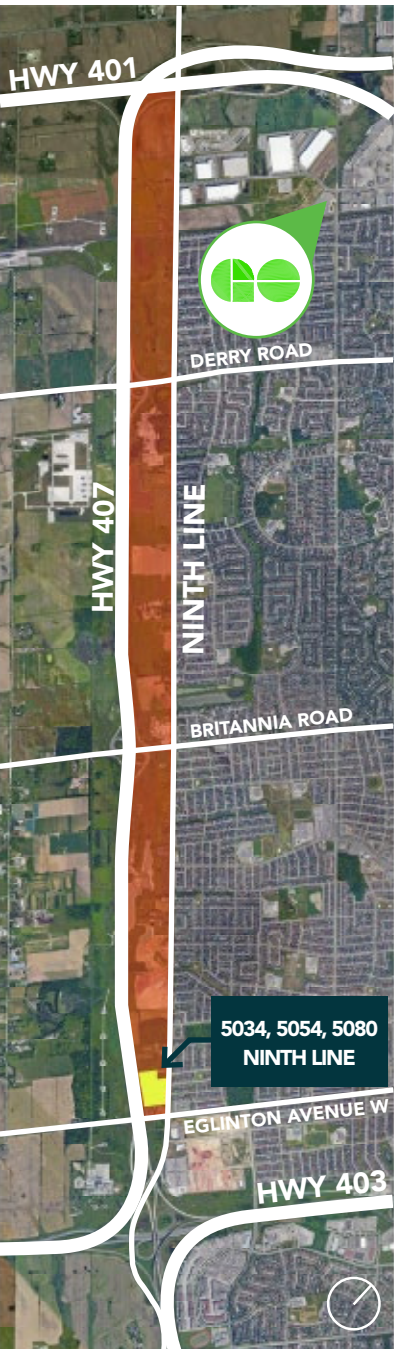 HWY 401
GO
DERRY ROAD
HWY 407
NINTH LINE
BRITANNIA ROAD
5034, 5054, 5080
NINTH LINE
EGLINTON AVENUE W
HWY 403